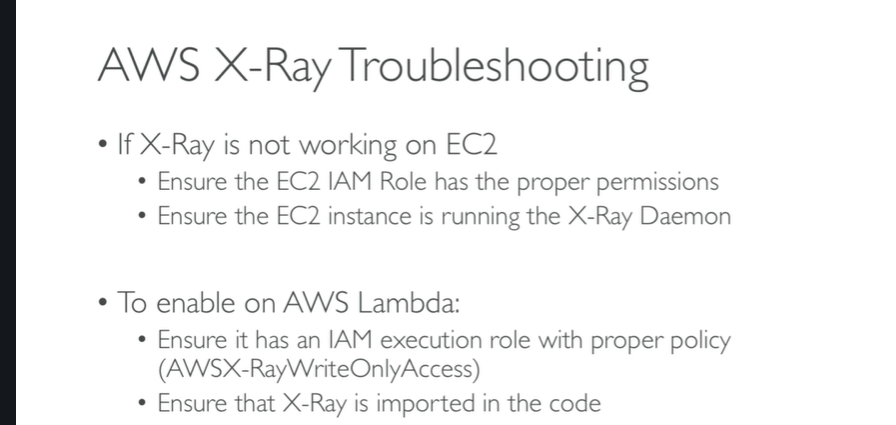 AWS X-Ray Troubleshooting
• If X-Ray is not working on EC2
• Ensure the EC2 IAM Role has the proper permissions
• Ensure the EC2 instance is running the X-Ray Daemon
• To enable on AWS Lambda:
• Ensure it has an IAM execution role with proper policy
(AWSX-RayWriteOnlyAccess)
• Ensure that X-Ray is imported in the code